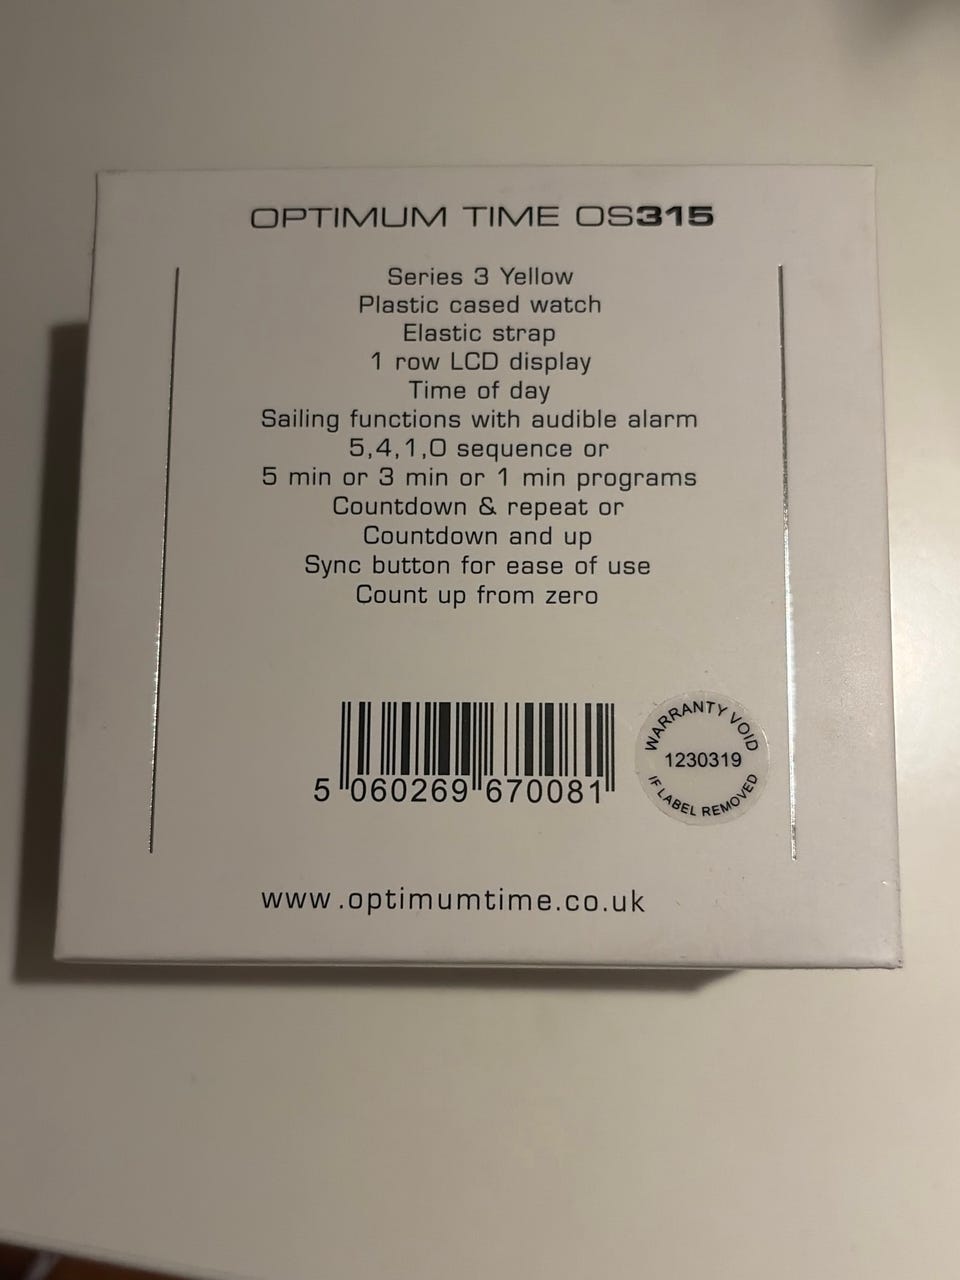 OPTIMUM TIME OS315
Series 3 Yellow
Plastic cased watch
Elastic strap
1 row LCD display
Time of day
Sailing functions with audible alarm
5,4,1,0 sequence or
5 min or 3 min or 1 min programs
Countdown & repeat or
Countdown and up
Sync button for ease of use
Count up from zero
WARRANTY VOID
1230319
IF LABEL REMOVED
5 060269 670081
www.optimumtime.co.uk